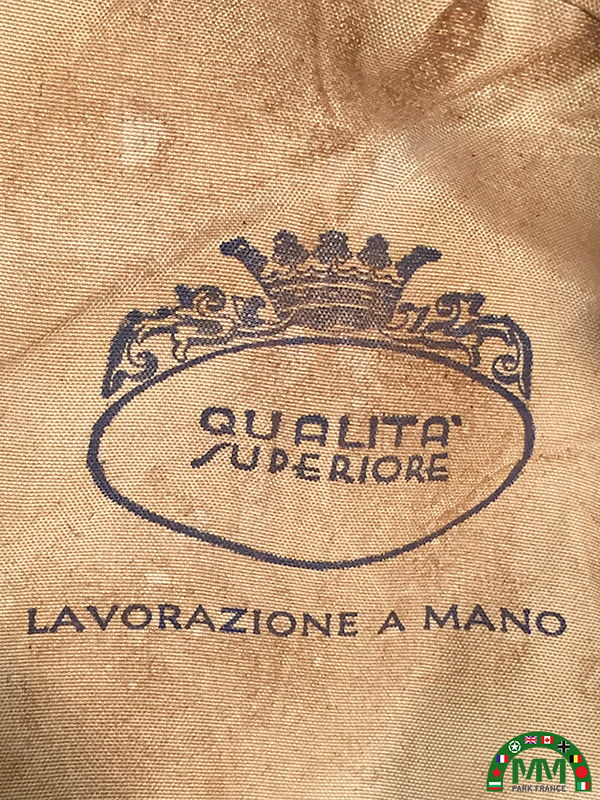 QUALITA'
SUPERIORE
LAVORAZIONE A MANO
MM
PARK FRANCE